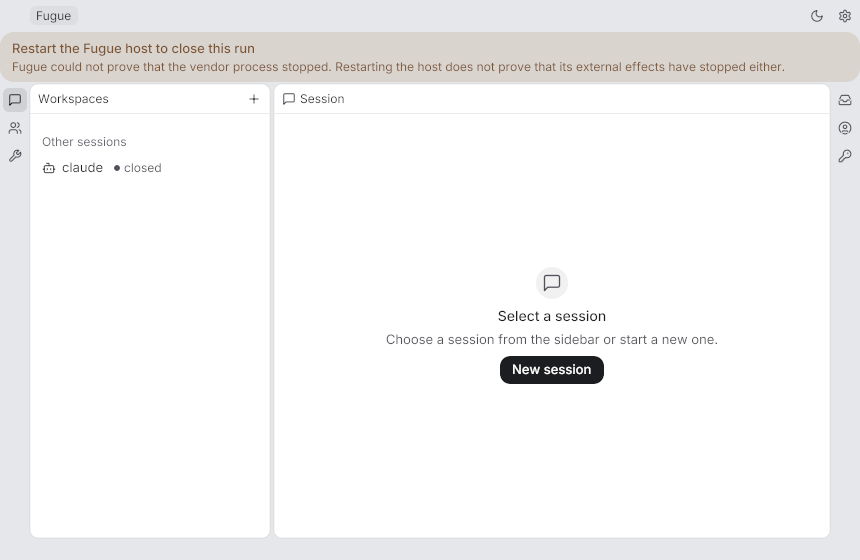 Fugue
Restart the Fugue host to close this run
Fugue could not prove that the vendor process stopped. Restarting the host does not prove that its external effects have stopped either.
Workspaces
Session
Other sessions
claude closed
Select a session
Choose a session from the sidebar or start a new one.
New session